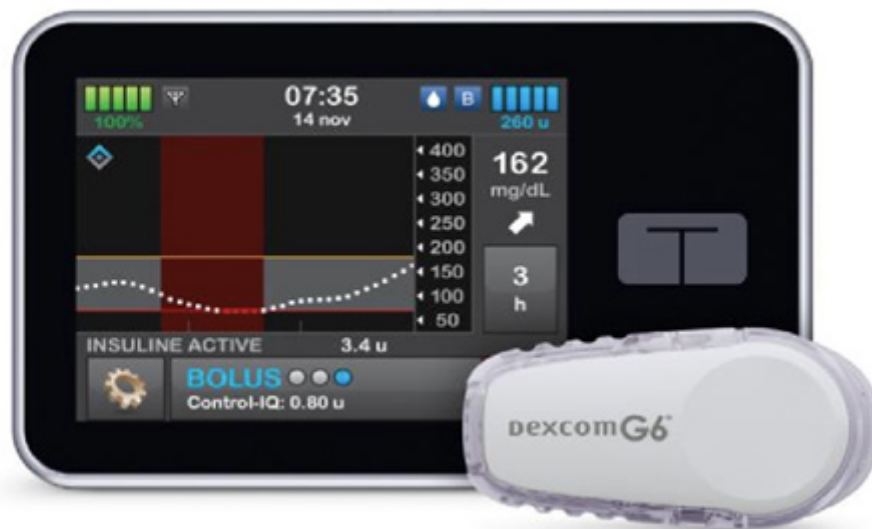 07:35
14 nov
100%
B
260 u
400
350
300
250
200
150
100
50
162
mg/dL
3
h
INSULINE ACTIVE 3.4 u
BOLUS
Control-IQ: 0.80 u
Dexcom G6™